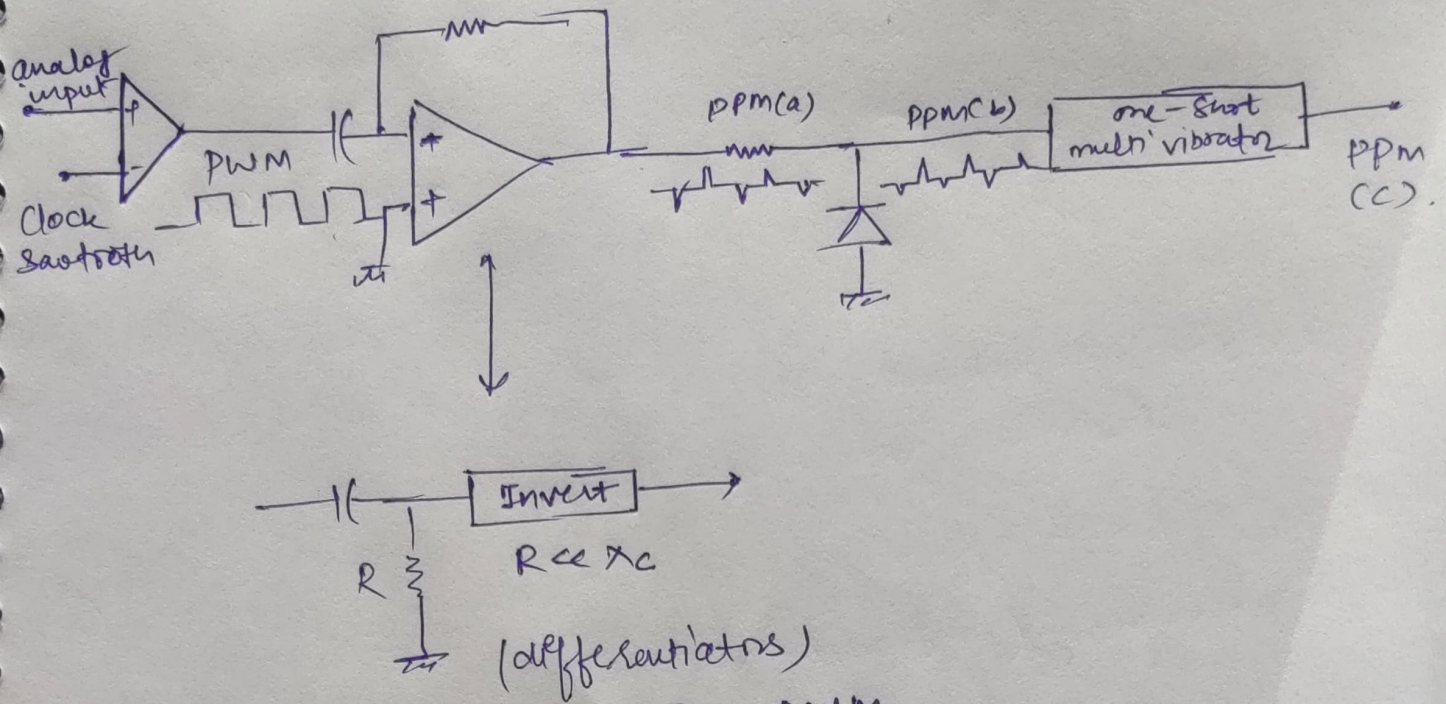 analog
input
+
-
Clock
Sawtooth
PWM
+
+
PPM(a)
PPM(b)
one-Shot
multi vibrator
PPM
(C).
Invert
R
R<<Xc
(differentiators)